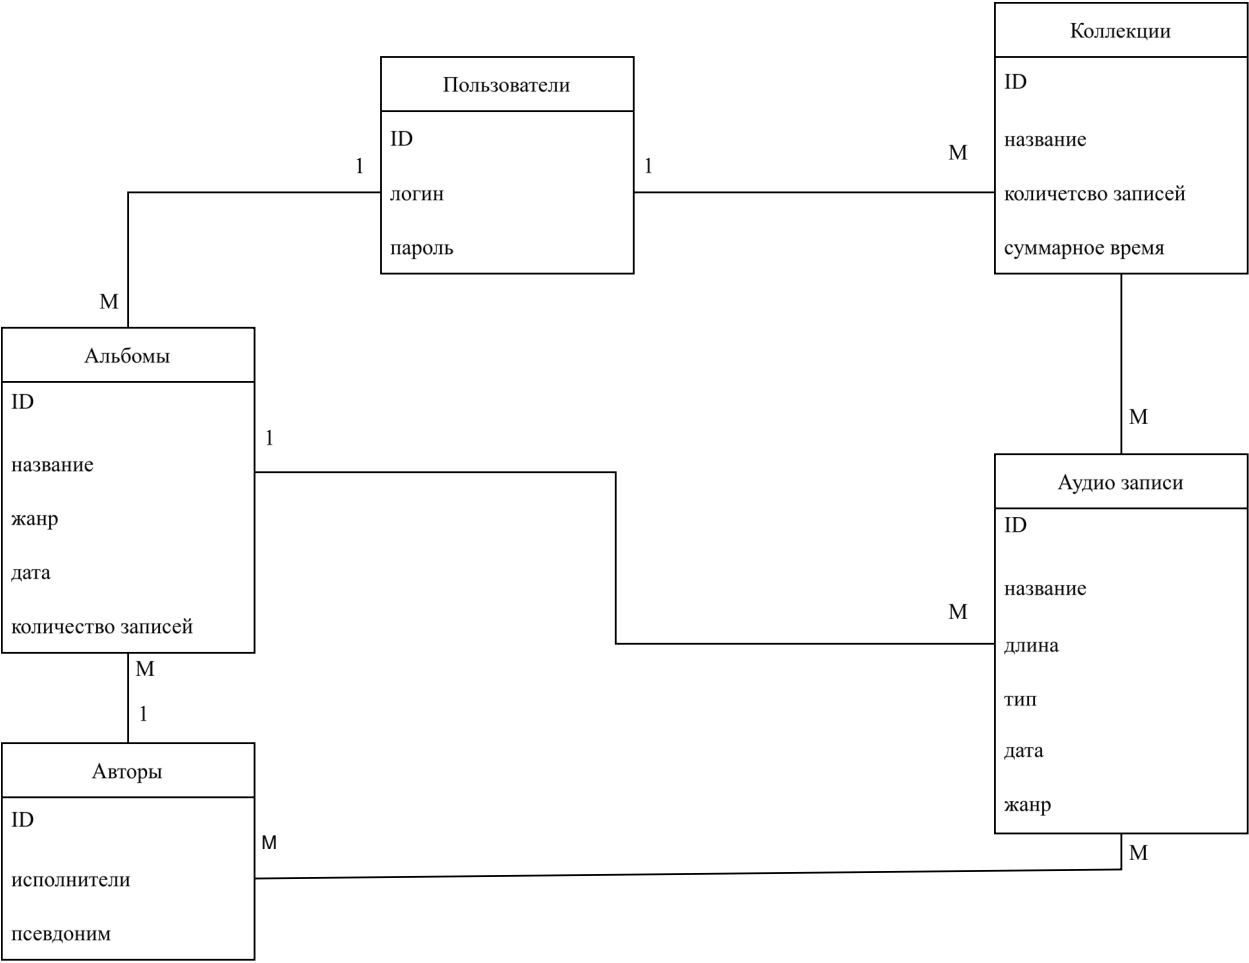 Коллекции
ID
название
количетсво записей
суммарное время
Пользователи
ID
логин
пароль
1
1
M
M
Альбомы
ID
название
жанр
дата
количество записей
1
M
Аудио записи
ID
название
длина
тип
дата
жанр
M
M
1
Авторы
ID
исполнители
псевдоним
M
M